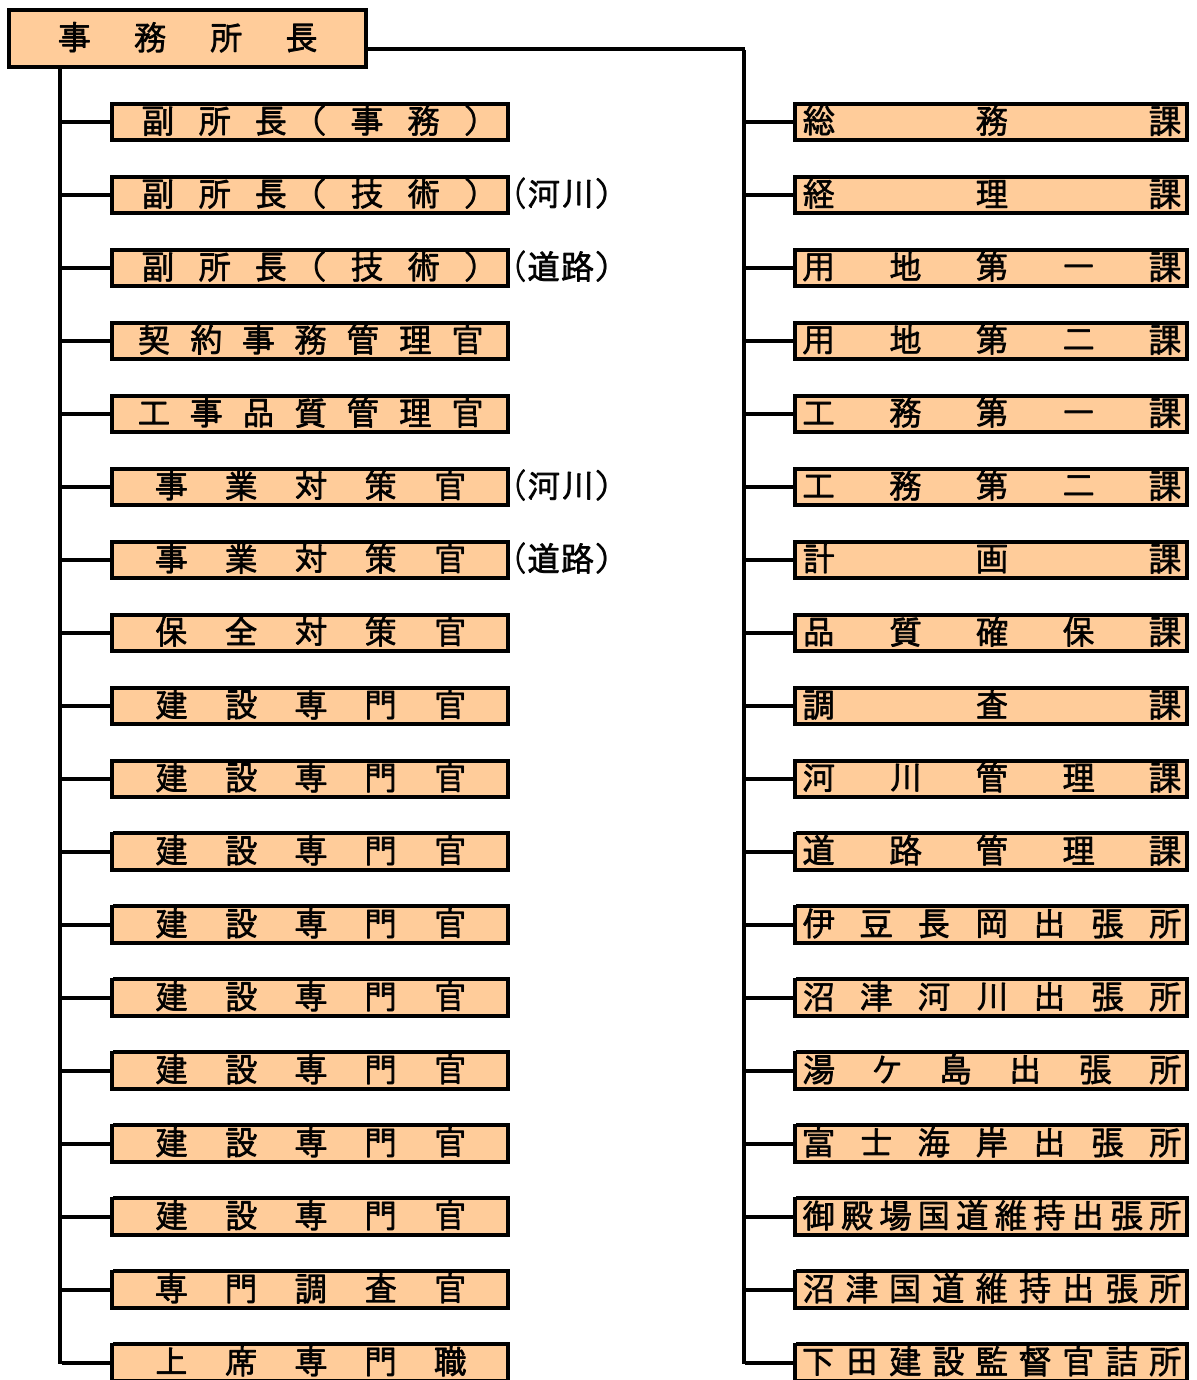 事務所長
副所長（事務）
副所長（技術）（河川）
副所長（技術）（道路）
契約事務管理官
工事品質管理官
事業対策官（河川）
事業対策官（道路）
保全対策官
建設専門官
建設専門官
建設専門官
建設専門官
建設専門官
建設専門官
建設専門官
建設専門官
専門調査官
上席専門職
総務課
経理課
用地第一課
用地第二課
工務第一課
工務第二課
計画課
品質確保課
調査課
河川管理課
道路管理課
伊豆長岡出張所
沼津河川出張所
湯ケ島出張所
富士海岸出張所
御殿場国道維持出張所
沼津国道維持出張所
下田建設監督官詰所